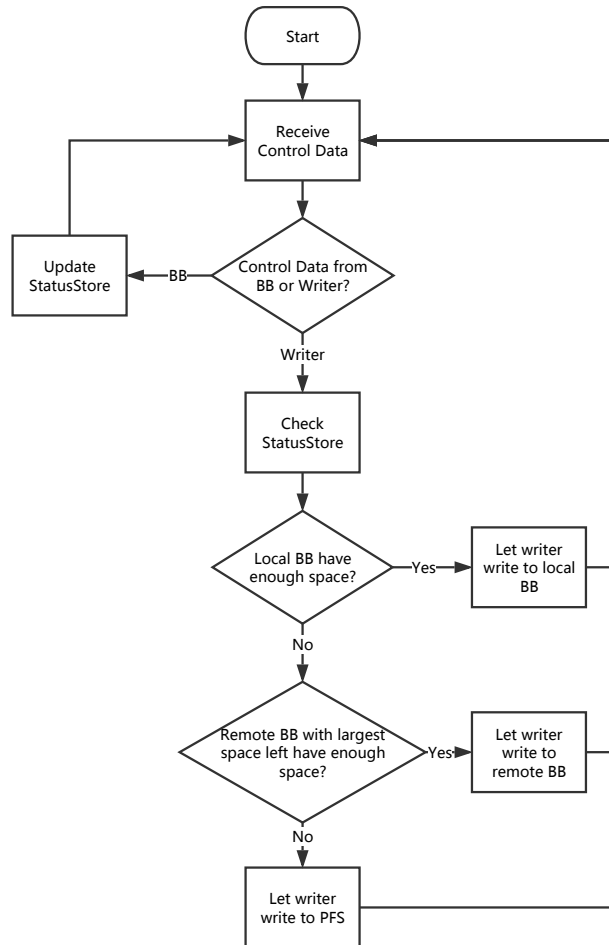 Start
Receive
Control Data
Update
StatusStore
BB
Control Data from
BB or Writer?
Writer
Check
StatusStore
Local BB have
enough space?
Yes
Let writer
write to local
BB
No
Remote BB with largest
space left have enough
space?
Yes
Let writer
write to
remote BB
No
Let writer
write to PFS